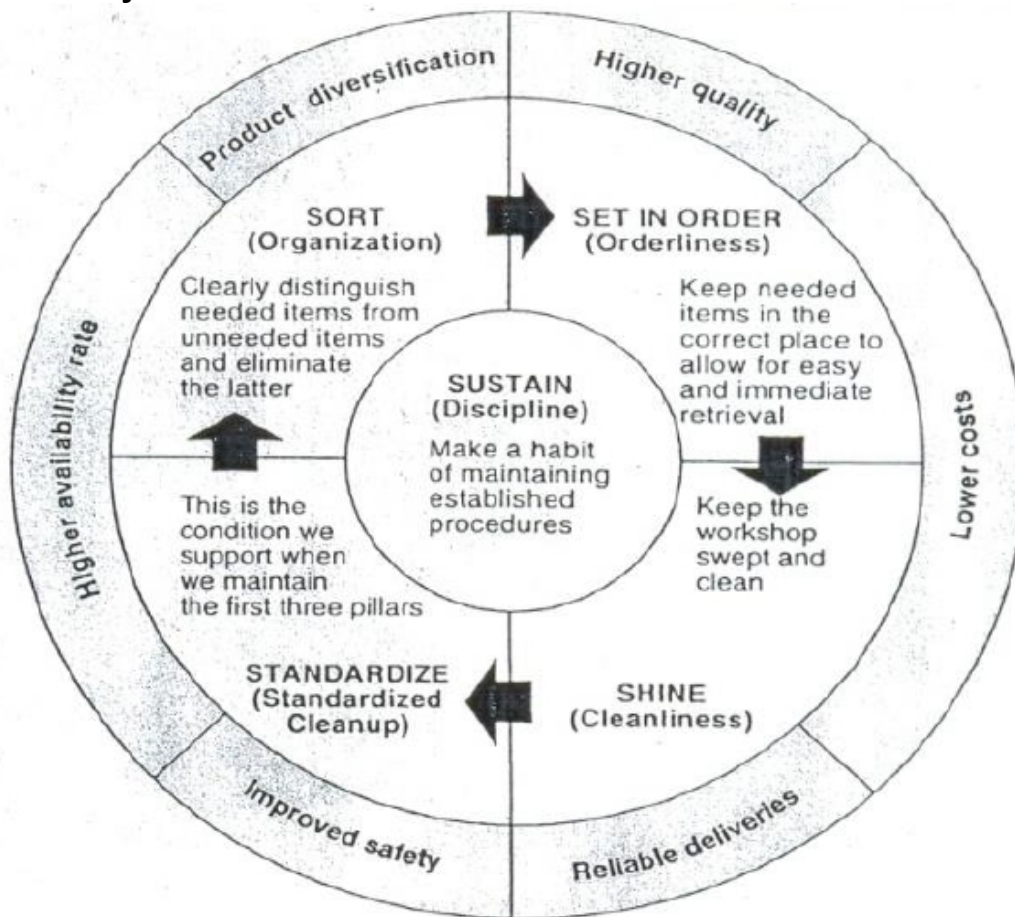 Product diversification
Higher quality
Lower costs
Reliable deliveries
Improved safety
Higher availability rate
SORT
(Organization)
Clearly distinguish
needed items from
unneeded items
and eliminate
the latter
SET IN ORDER
(Orderliness)
Keep needed
items in the
correct place to
allow for easy
and immediate
retrieval
SUSTAIN
(Discipline)
Make a habit
of maintaining
established
procedures
Keep the
workshop
swept and
clean
SHINE
(Cleanliness)
This is the
condition we
support when
we maintain
the first three pillars
STANDARDIZE
(Standardized
Cleanup)